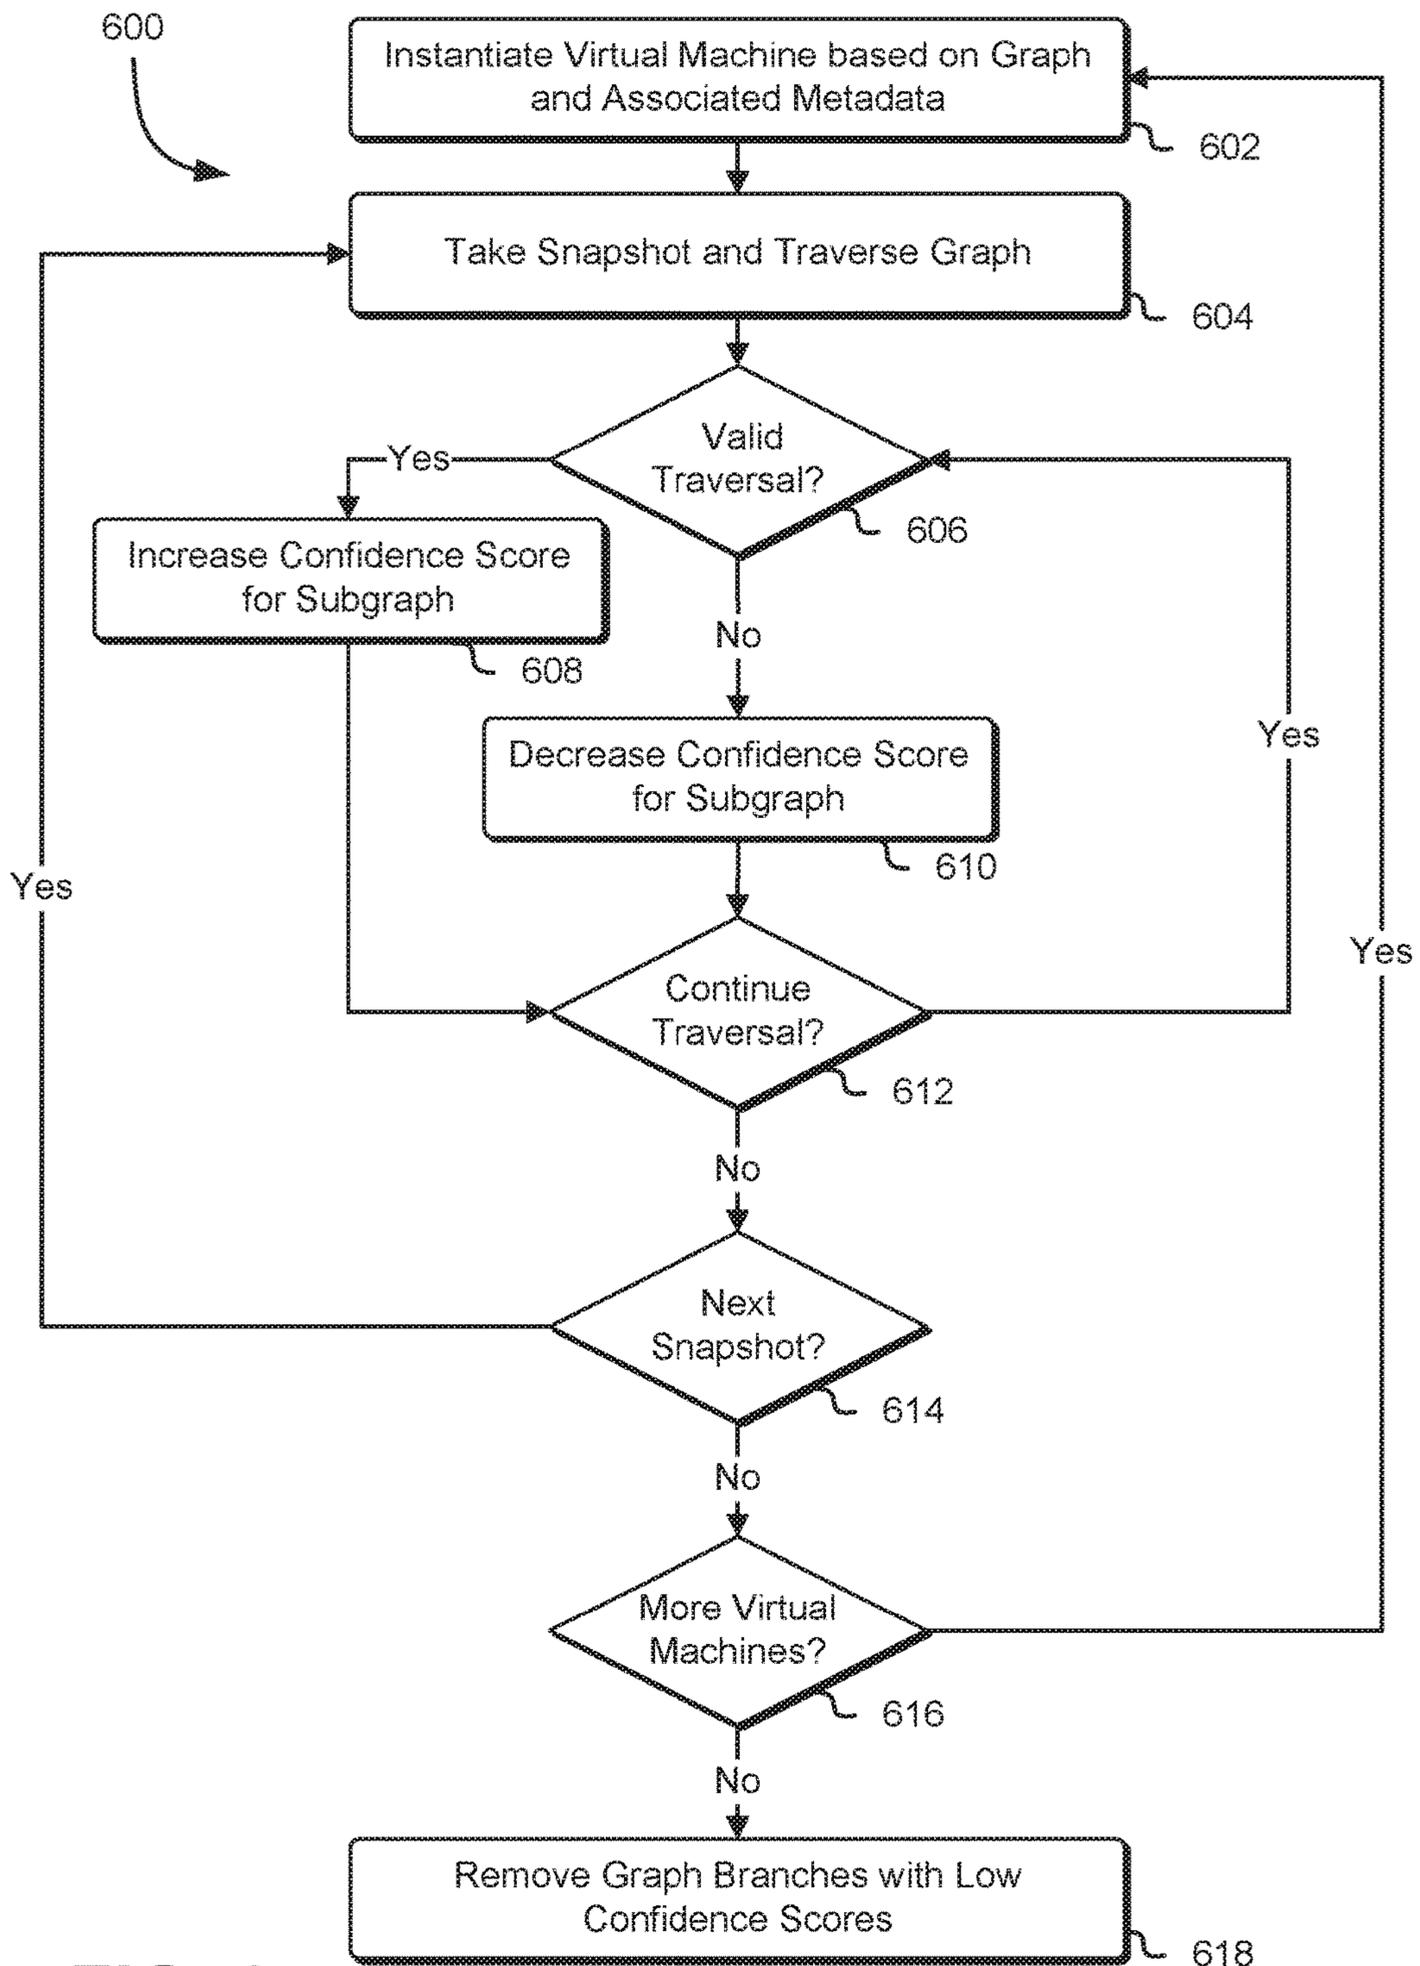 600
Instantiate Virtual Machine based on Graph
and Associated Metadata
602
Take Snapshot and Traverse Graph
604
Valid
Traversal?
606
Yes
Increase Confidence Score
for Subgraph
608
No
Decrease Confidence Score
for Subgraph
610
Yes
Yes
Yes
Continue
Traversal?
612
No
Next
Snapshot?
614
No
More Virtual
Machines?
616
No
Remove Graph Branches with Low
Confidence Scores
618